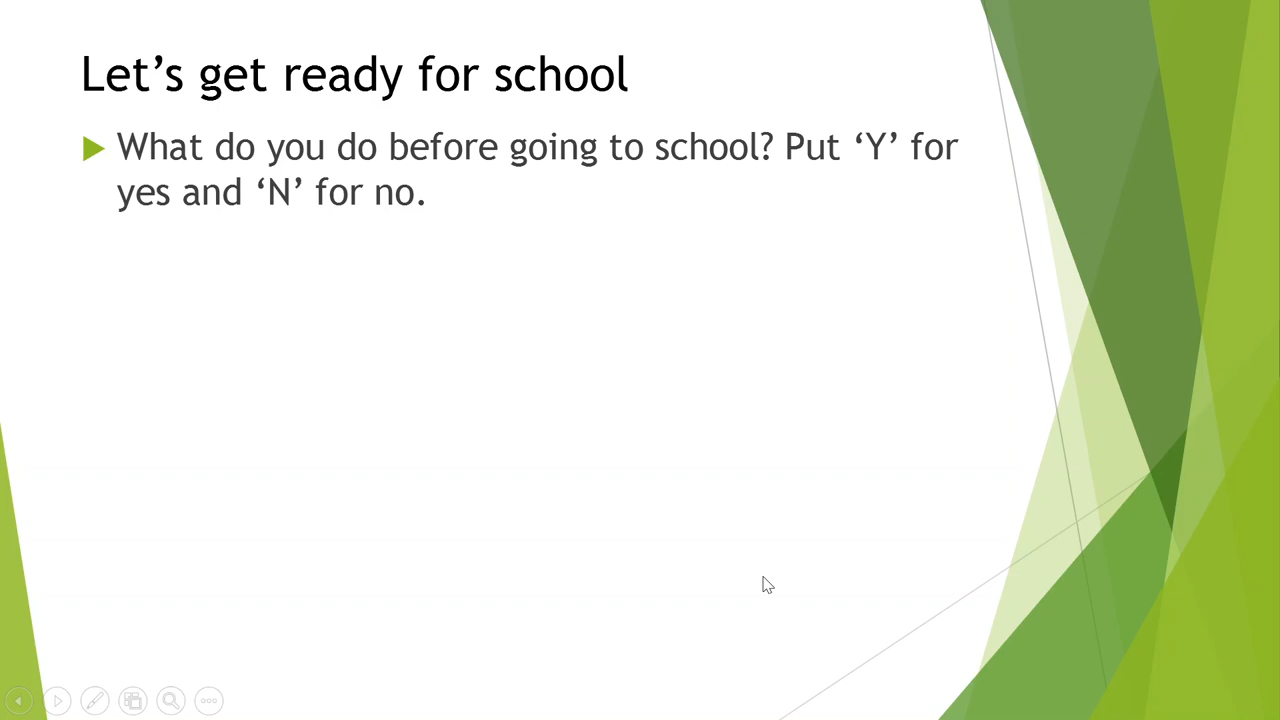 Let’s get ready for school
What do you do before going to school? Put ‘Y’ for
yes and ‘N’ for no.